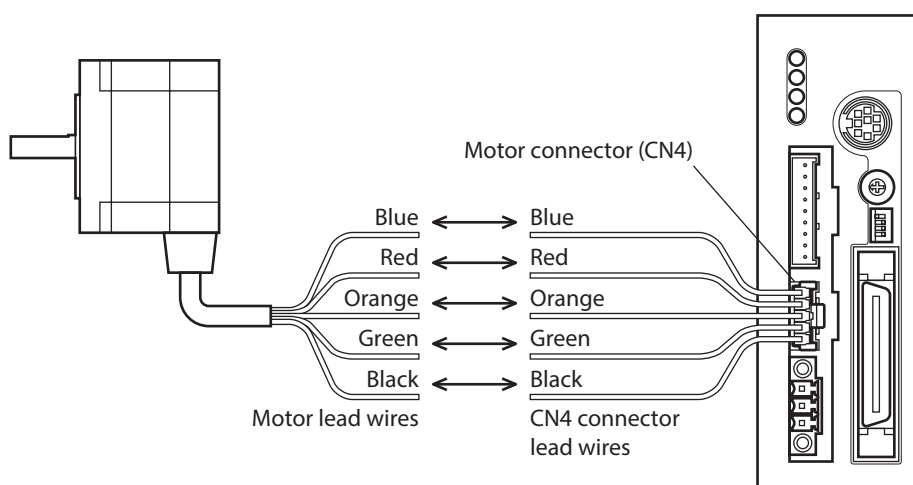 Motor connector (CN4)
Blue Blue
Red Red
Orange Orange
Green Green
Black Black
Motor lead wires CN4 connector
lead wires